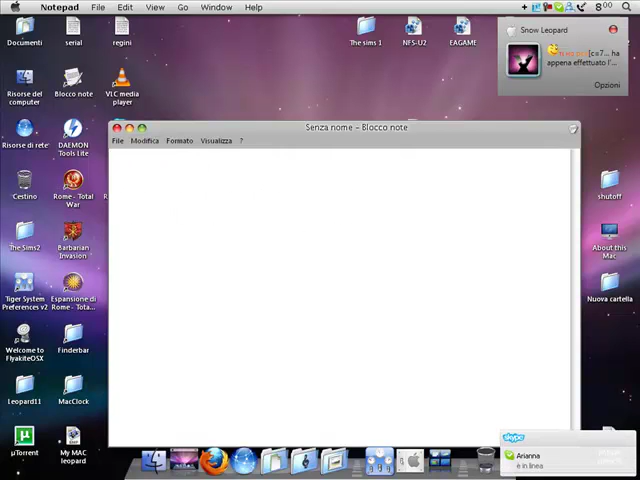 Notepad File Edit View Go Window Help
8:00
Documenti
serial
regini
The sims 1
NFS-U2
EAGAME
Snow Leopard
[c=7... ha
appena effettuato l'...
Opzioni
Risorse del
computer
Blocco note
VLC media
player
Senza nome - Blocco note
File Modifica Formato Visualizza ?
Risorse di rete
DAEMON
Tools Lite
Cestino
Rome - Total
War
shutoff
The Sims2
Barbarian
Invasion
About this
Mac
Tiger System
Preferences v2
Espansione di
Rome - Tota...
Nuova cartella
Welcome to
FlyakiteOSX
Finderbar
Leopard11
MacClock
µTorrent
My MAC
leopard
skype
Arianna
è in linea